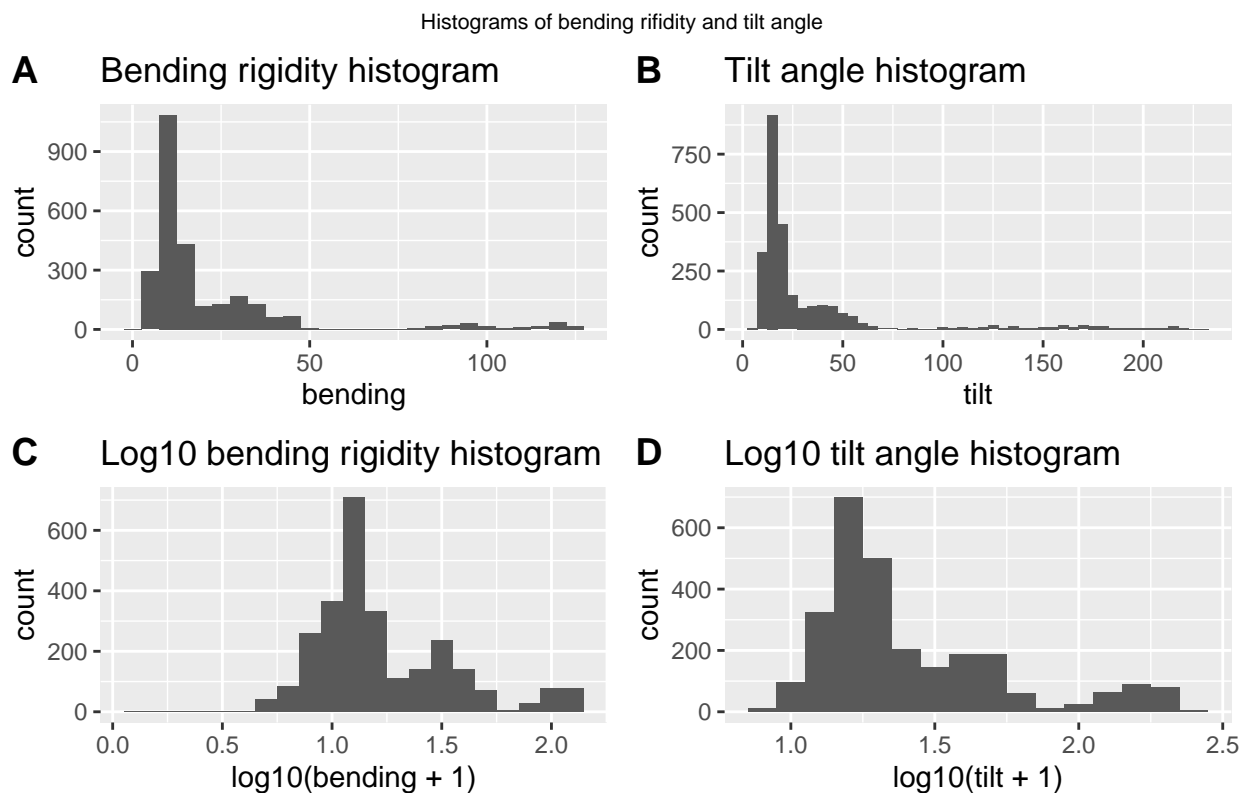 Histograms of bending rifidity and tilt angle
A Bending rigidity histogram
900
600
300
0
count
0 50 100
bending
B Tilt angle histogram
750
500
250
0
count
0 50 100 150 200
tilt
C Log10 bending rigidity histogram
600
400
200
0
count
0.0 0.5 1.0 1.5 2.0
log10(bending + 1)
D Log10 tilt angle histogram
600
400
200
0
count
1.0 1.5 2.0 2.5
log10(tilt + 1)